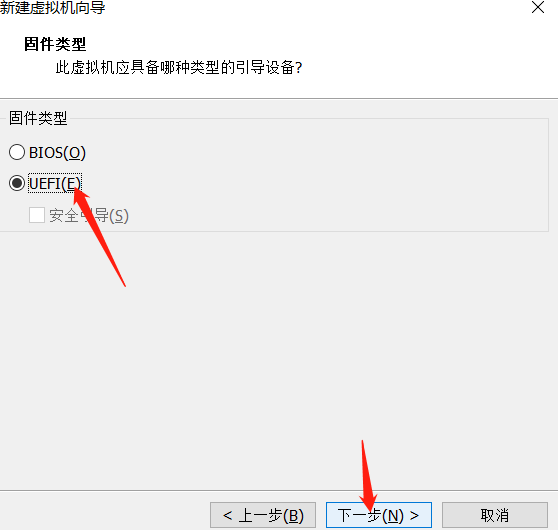 新建虚拟机向导
固件类型
此虚拟机应具备哪种类型的引导设备?
固件类型
BIOS(O)
UEFI(E)
安全引导(S)
< 上一步(B) 下一步(N) > 取消